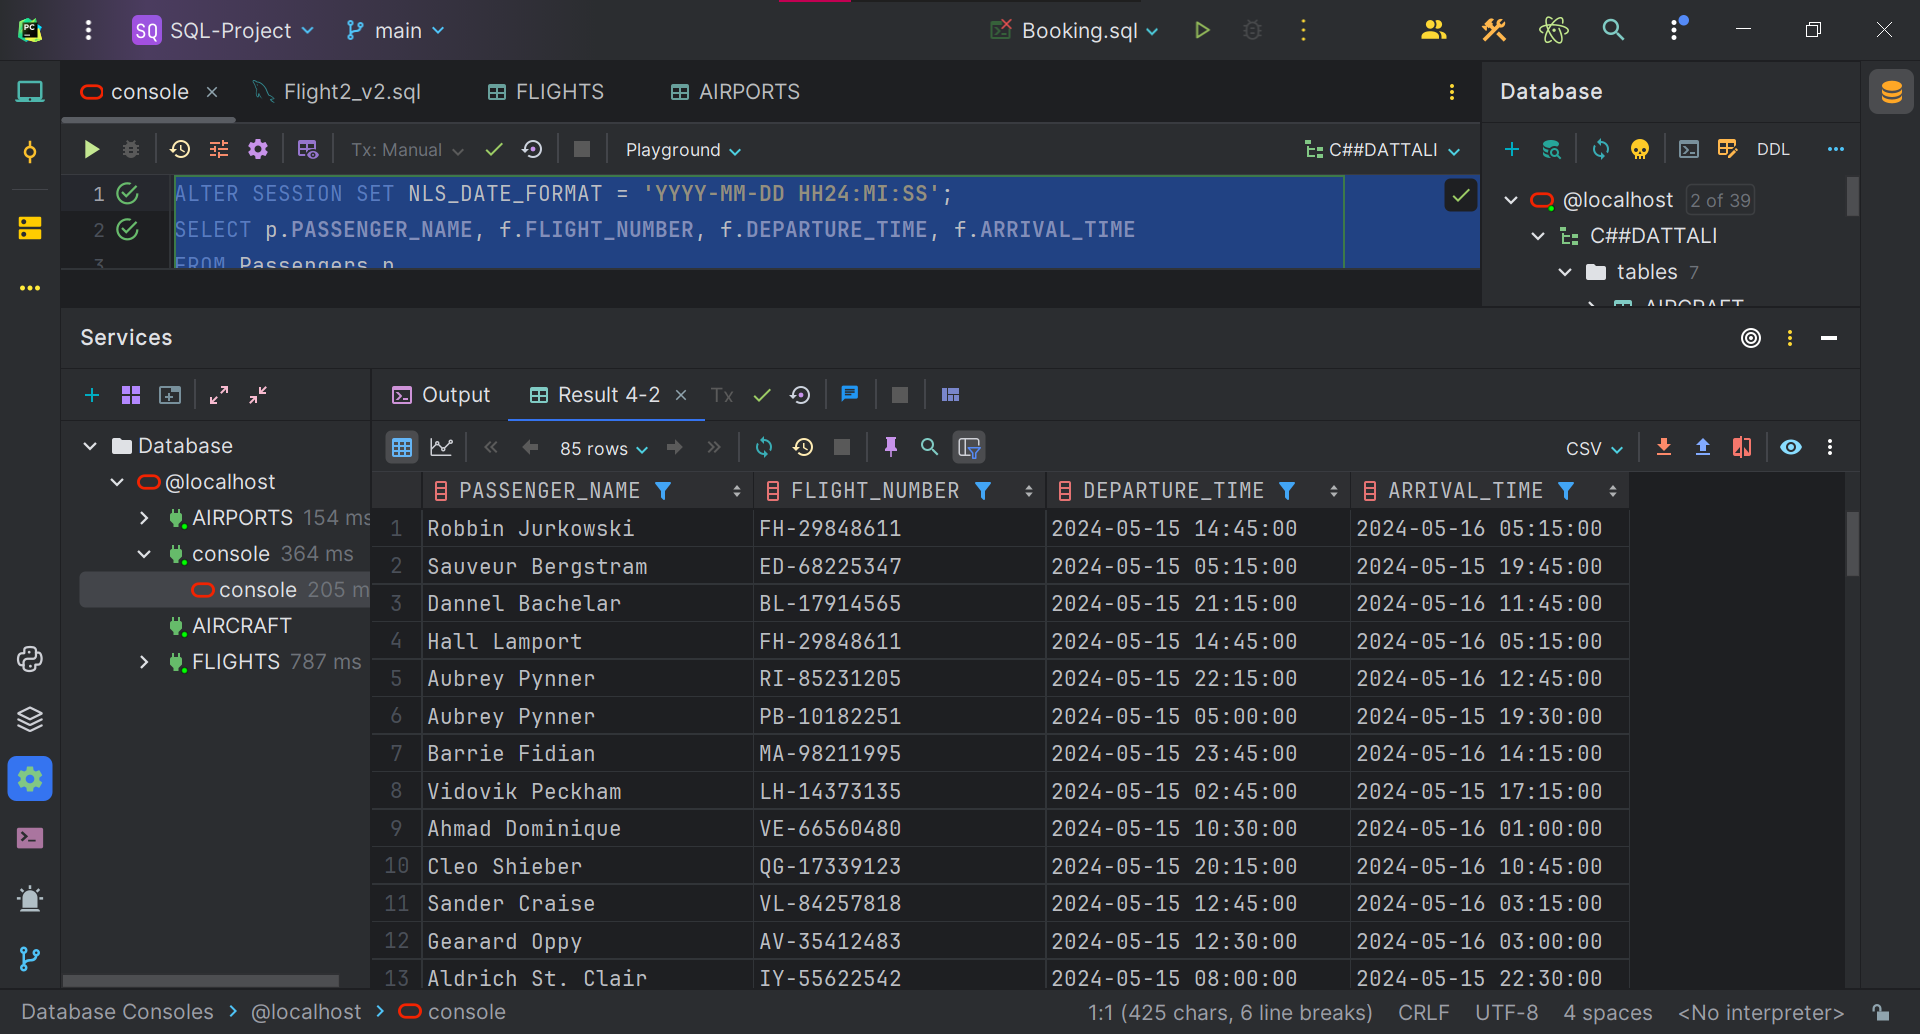 SQ SQL-Project main Booking.sql
console Flight2_v2.sql FLIGHTS AIRPORTS Database
Tx: Manual Playground C##DATTALI DDL
1 ALTER SESSION SET NLS_DATE_FORMAT = 'YYYY-MM-DD HH24:MI:SS';
2 SELECT p.PASSENGER_NAME, f.FLIGHT_NUMBER, f.DEPARTURE_TIME, f.ARRIVAL_TIME
3 FROM Passengers p
@localhost 2 of 39
C##DATTALI
tables 7
AIRCRAFT
Services
Output Result 4-2 Tx
85 rows CSV
Database
@localhost
AIRPORTS 154 ms
console 364 ms
console 205 m
AIRCRAFT
FLIGHTS 787 ms
PASSENGER_NAME FLIGHT_NUMBER DEPARTURE_TIME ARRIVAL_TIME
1 Robbin Jurkowski FH-29848611 2024-05-15 14:45:00 2024-05-16 05:15:00
2 Sauveur Bergstram ED-68225347 2024-05-15 05:15:00 2024-05-15 19:45:00
3 Dannel Bachelar BL-17914565 2024-05-15 21:15:00 2024-05-16 11:45:00
4 Hall Lamport FH-29848611 2024-05-15 14:45:00 2024-05-16 05:15:00
5 Aubrey Pynner RI-85231205 2024-05-15 22:15:00 2024-05-16 12:45:00
6 Aubrey Pynner PB-10182251 2024-05-15 05:00:00 2024-05-15 19:30:00
7 Barrie Fidian MA-98211995 2024-05-15 23:45:00 2024-05-16 14:15:00
8 Vidovik Peckham LH-14373135 2024-05-15 02:45:00 2024-05-15 17:15:00
9 Ahmad Dominique VE-66560480 2024-05-15 10:30:00 2024-05-16 01:00:00
10 Cleo Shieber QG-17339123 2024-05-15 20:15:00 2024-05-16 10:45:00
11 Sander Craise VL-84257818 2024-05-15 12:45:00 2024-05-16 03:15:00
12 Gearard Oppy AV-35412483 2024-05-15 12:30:00 2024-05-16 03:00:00
13 Aldrich St. Clair IY-55622542 2024-05-15 08:00:00 2024-05-15 22:30:00
Database Consoles @localhost console 1:1 (425 chars, 6 line breaks) CRLF UTF-8 4 spaces <No interpreter>